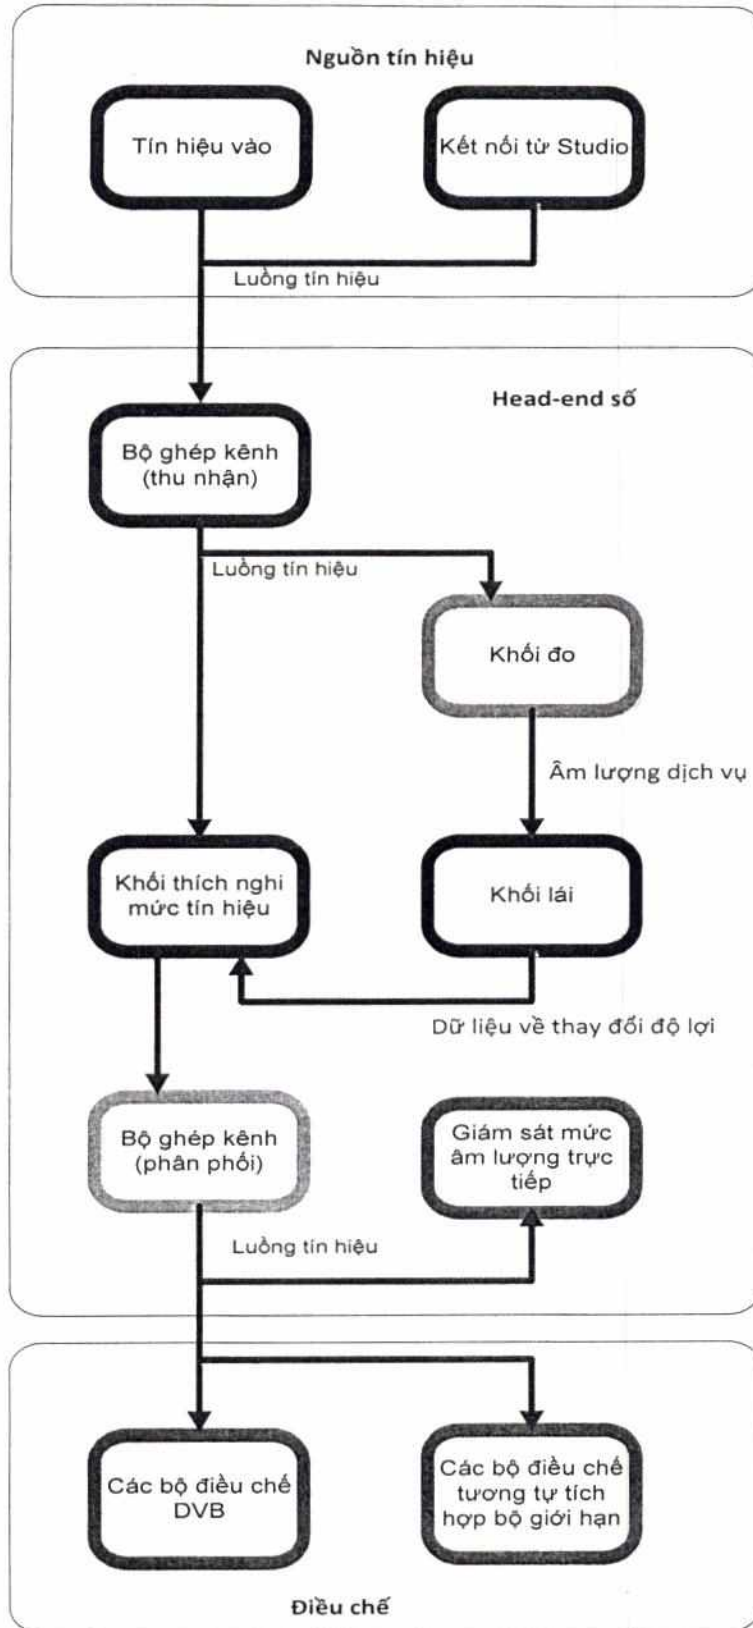 Nguồn tín hiệu
Tín hiệu vào
Kết nối từ Studio
Luồng tín hiệu
Head-end số
Bộ ghép kênh
(thu nhận)
Luồng tín hiệu
Khối đo
Âm lượng dịch vụ
Khối thích nghi
mức tín hiệu
Khối lái
Dữ liệu về thay đổi độ lợi
Bộ ghép kênh
(phân phối)
Giám sát mức
âm lượng trực
tiếp
Luồng tín hiệu
Các bộ điều chế
DVB
Các bộ điều chế
tương tự tích
hợp bộ giới hạn
Điều chế